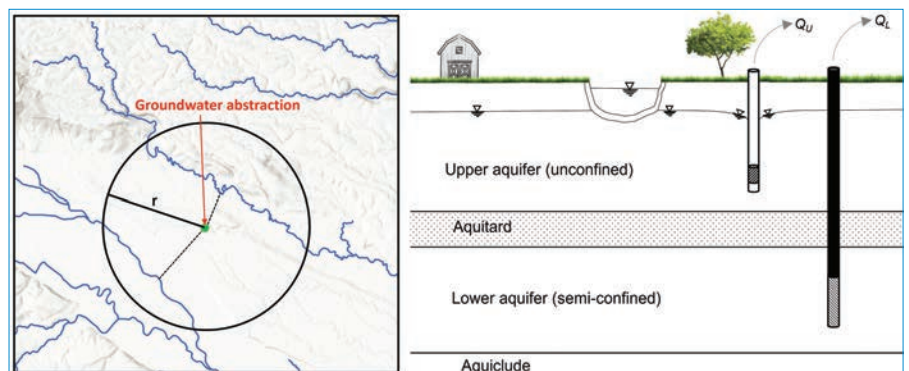 Groundwater abstraction
r
Q_U
Q_L
Upper aquifer (unconfined)
Aquitard
Lower aquifer (semi-confined)
Aquiclude